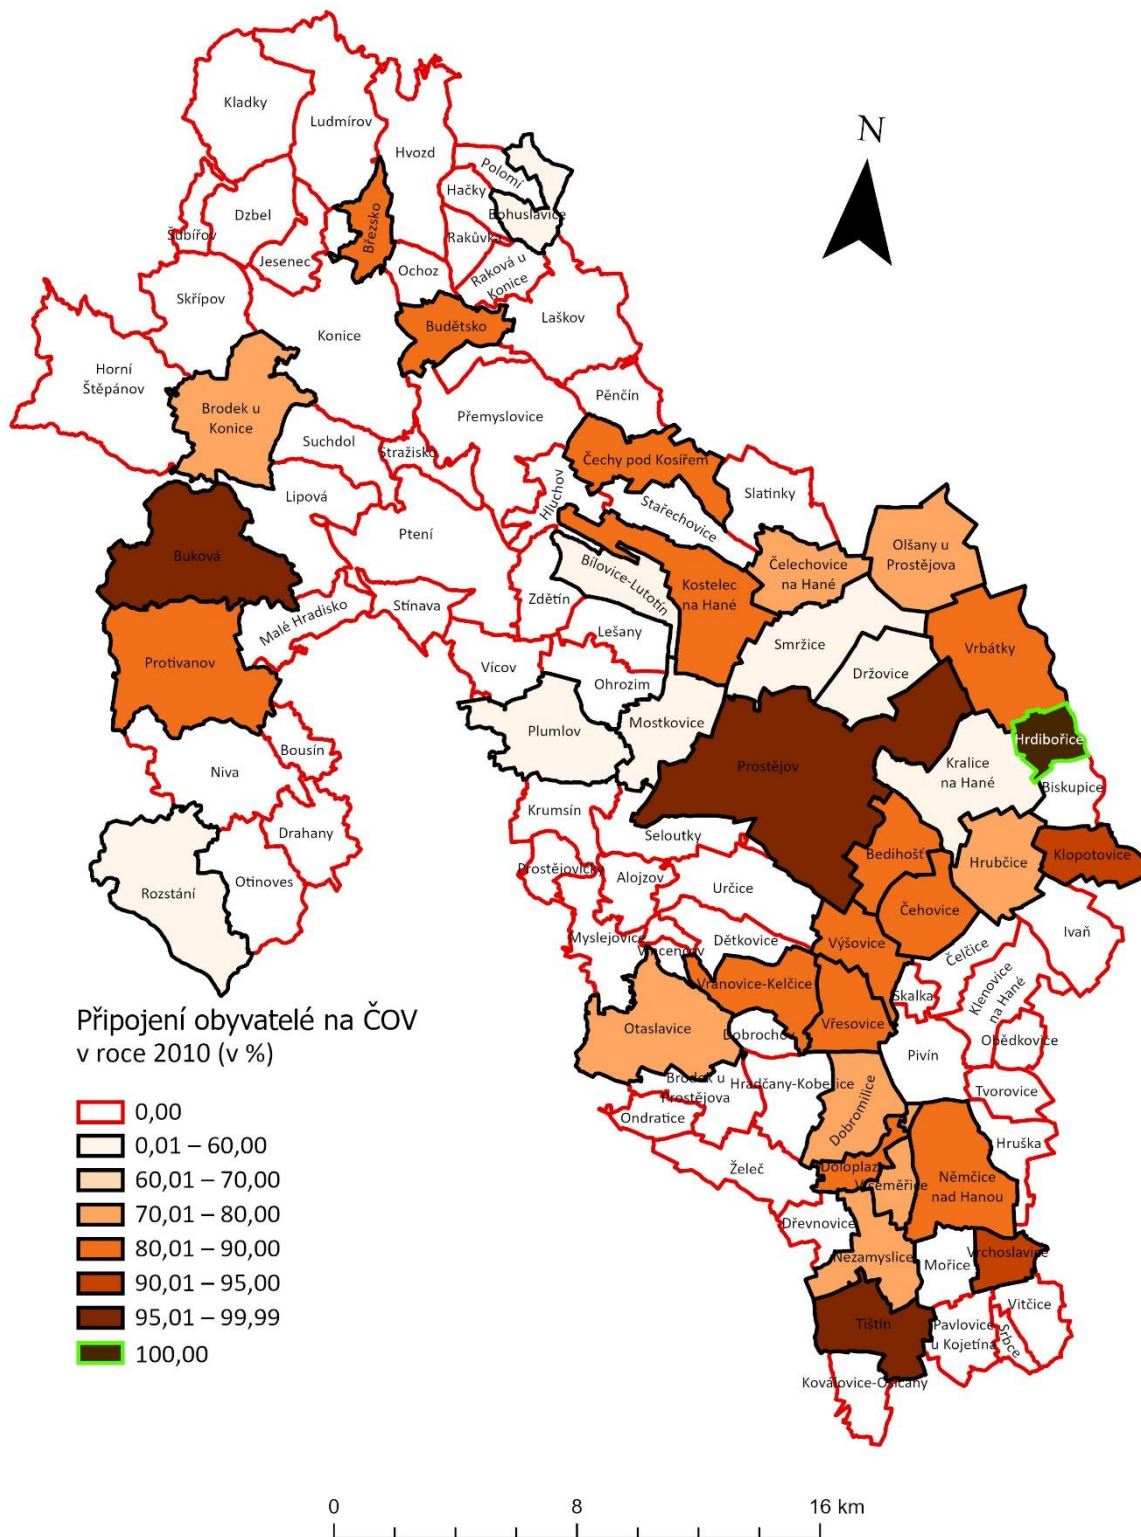 Kladky
Ludmírov
Hvozd
N
Polomí
Hačky
Bohuslavice
Dzbel
Březsko
Šubířov
Rakůvka
Jesenec
Ochoz
Raková u
Konice
Skřípov
Konice
Budětsko
Laškov
Horní
Štěpánov
Brodek u
Konice
Přemyslovice
Pěnčín
Suchdol
Stražisko
Čechy pod Kosířem
Slatinky
Lipová
Hluchov
Stařechovice
Ptení
Olšany u
Prostějova
Buková
Bílovice-Lutotín
Kostelec
na Hané
Čelechovice
na Hané
Malé Hradisko
Stínava
Zdětín
Lešany
Smržice
Vrbátky
Protivanov
Vícov
Ohrozim
Držovice
Plumlov
Mostkovice
Hrdibořice
Bousín
Niva
Prostějov
Kralice
na Hané
Biskupice
Krumsín
Drahany
Seloutky
Bedihošť
Hrubčice
Klopotovice
Prostějovičky
Alojzov
Určice
Rozstání
Otinoves
Čehovice
Myslejovice
Vincencov
Dětkovice
Výšovice
Čelčice
Ivaň
Vranovice-Kelčice
Skalka
Klenovice
na Hané
Otaslavice
Dobrochov
Vřesovice
Pivín
Obědkovice
Brodek u
Prostějova
Hradčany-Kobeřice
Dobromilice
Tvorovice
Ondratice
Hruška
Želeč
Doloplazy
Víceměřice
Němčice
nad Hanou
Dřevnovice
Nezamyslice
Mořice
Vrchoslavice
Tištín
Pavlovice
u Kojetína
Srbce
Vitčice
Koválovice-Osíčany
Připojení obyvatelé na ČOV
v roce 2010 (v %)
0,00
0,01 – 60,00
60,01 – 70,00
70,01 – 80,00
80,01 – 90,00
90,01 – 95,00
95,01 – 99,99
100,00
0 8 16 km